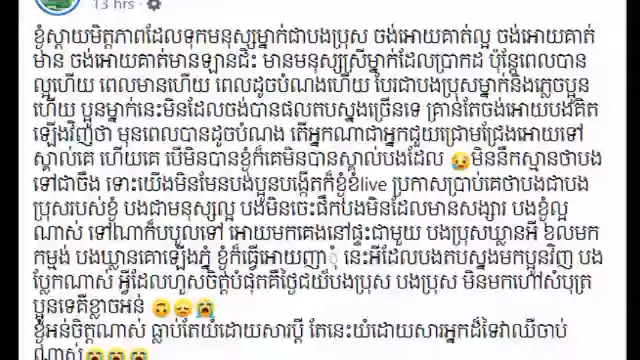 13 hrs ·
ខ្ញុំស្ដាយមិត្តភាពដែលទុកមនុស្សម្នាក់ជាបងប្រុស ចង់អោយគាត់ល្អ ចង់អោយគាត់
មាន ចង់អោយគាត់មានឡានជិះ មានមនុស្សស្រីម្នាក់ដែលប្រាកដ ប៉ុន្តែពេលបាន
ល្អហើយ ពេលមានហើយ ពេលដូចបំណងហើយ បែរជាបងប្រុសម្នាក់នឹងភ្លេចប្អូន
ហើយ ប្អូនម្នាក់នេះមិនដែលចង់បានផលតបស្នងច្រើនទេ គ្រាន់តែចង់អោយបងគិត
ឡើងវិញថា មុនពេលបានដូចបំណង តើអ្នកណាជាអ្នកជួយជ្រោមជ្រែងអោយទៅ
ស្គាល់គេ ហើយគេ បើមិនបានខ្ញុំក៏គេមិនបានស្គាល់បងដែល 😥មិននឹកស្មានថាបង
ទៅជាចឹង ទោះយើងមិនមែនបងប្អូនបង្កើតក៏ខ្ញុំខំlive ប្រកាសប្រាប់គេថាបងជាបង
ប្រុសរបស់ខ្ញុំ បងជាមនុស្សល្អ បងមិនចេះផឹកបងមិនដែលមានសង្សារ បងខ្ញុំល្អ
ណាស់ ទៅណាក៏បបួលទៅ អោយមកគេងនៅផ្ទះជាមួយ បងប្រុសឃ្លានអី ខលមក
កម្មង់ បងឃ្លានគោឡើងភ្នំ ខ្ញុំក៏ធ្វើអោយញាុំ នេះអីដែលបងតបស្នងមកប្អូនវិញ បង
ប្លែកណាស់ អ្វីដែលហួសចិត្តបំផុតគឺថ្ងៃជយ័បងប្រុស បងប្រុស មិនមកហៅសំបុត្រ
ប្អូនទេគឺខ្លាចអន់ 🙃😞😭
ខ្ញុំអន់ចិត្តណាស់ ធ្លាប់តែយំដោយសារប្ដី តែនេះយំដោយសារអ្នកដ៏ទៃវាឈឺចាប់
ណាស់😭😭😭